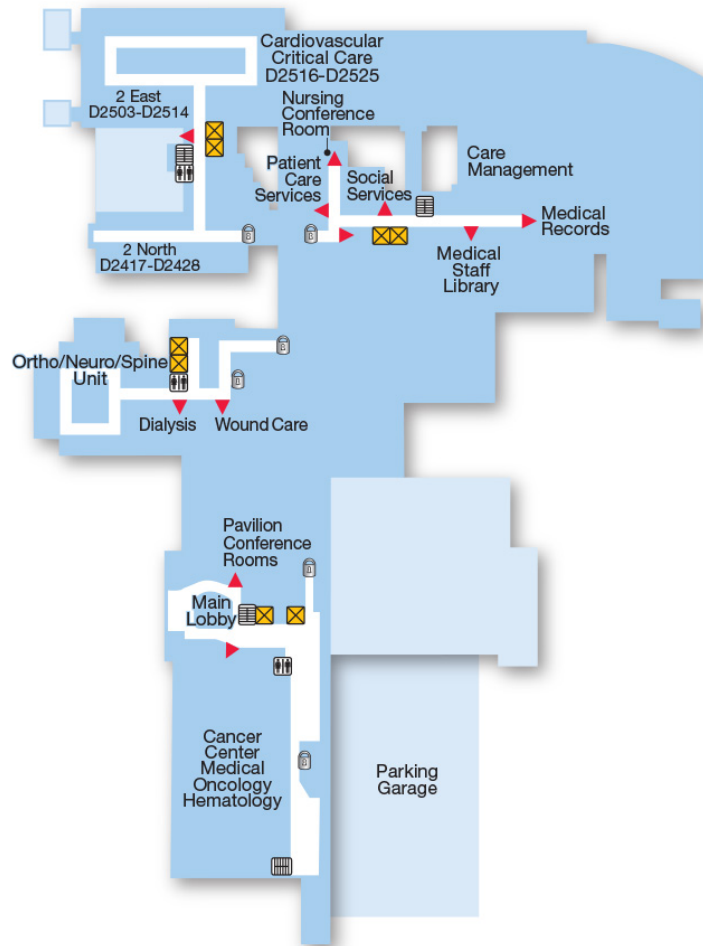 Cardiovascular
Critical Care
D2516-D2525
2 East
D2503-D2514
Nursing
Conference
Room
Patient
Care
Services
Social
Services
Care
Management
Medical
Records
2 North
D2417-D2428
Medical
Staff
Library
Ortho/Neuro/Spine
Unit
Dialysis
Wound Care
Pavilion
Conference
Rooms
Main
Lobby
Cancer
Center
Medical
Oncology
Hematology
Parking
Garage